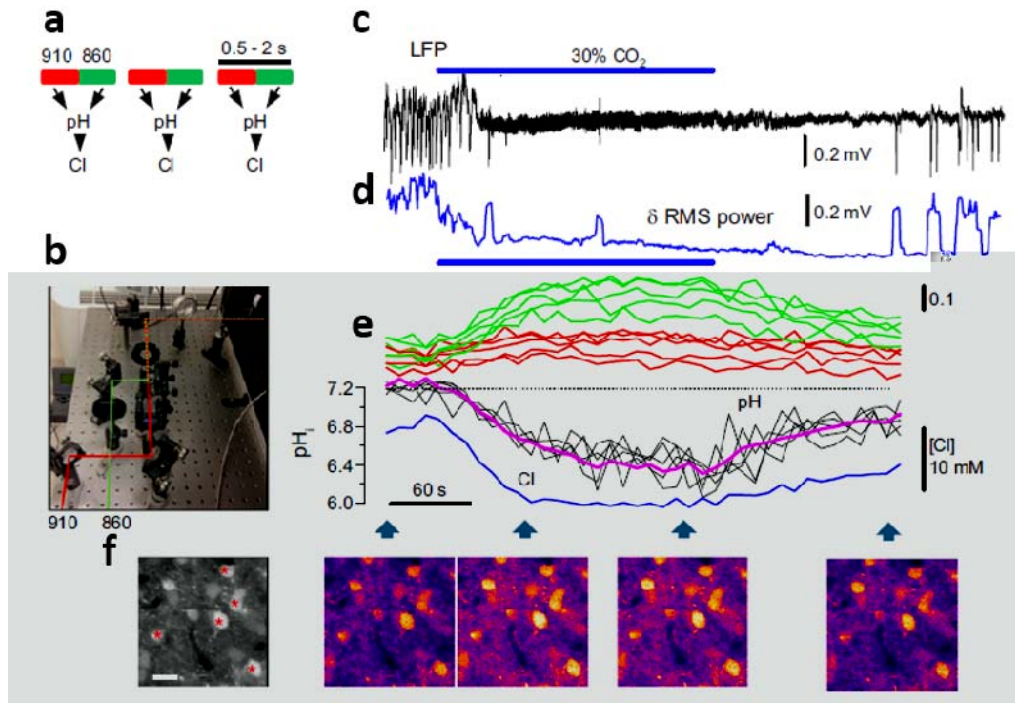 a
910 860
0.5 - 2 s
pH pH pH
Cl Cl Cl
b
910 860
c
LFP
30% CO2
0.2 mV
d
δ RMS power
0.2 mV
e
0.1
7.2
6.8
6.4
6.0
pHi
pH
Cl
[Cl]
10 mM
60 s
f
* * * * * *